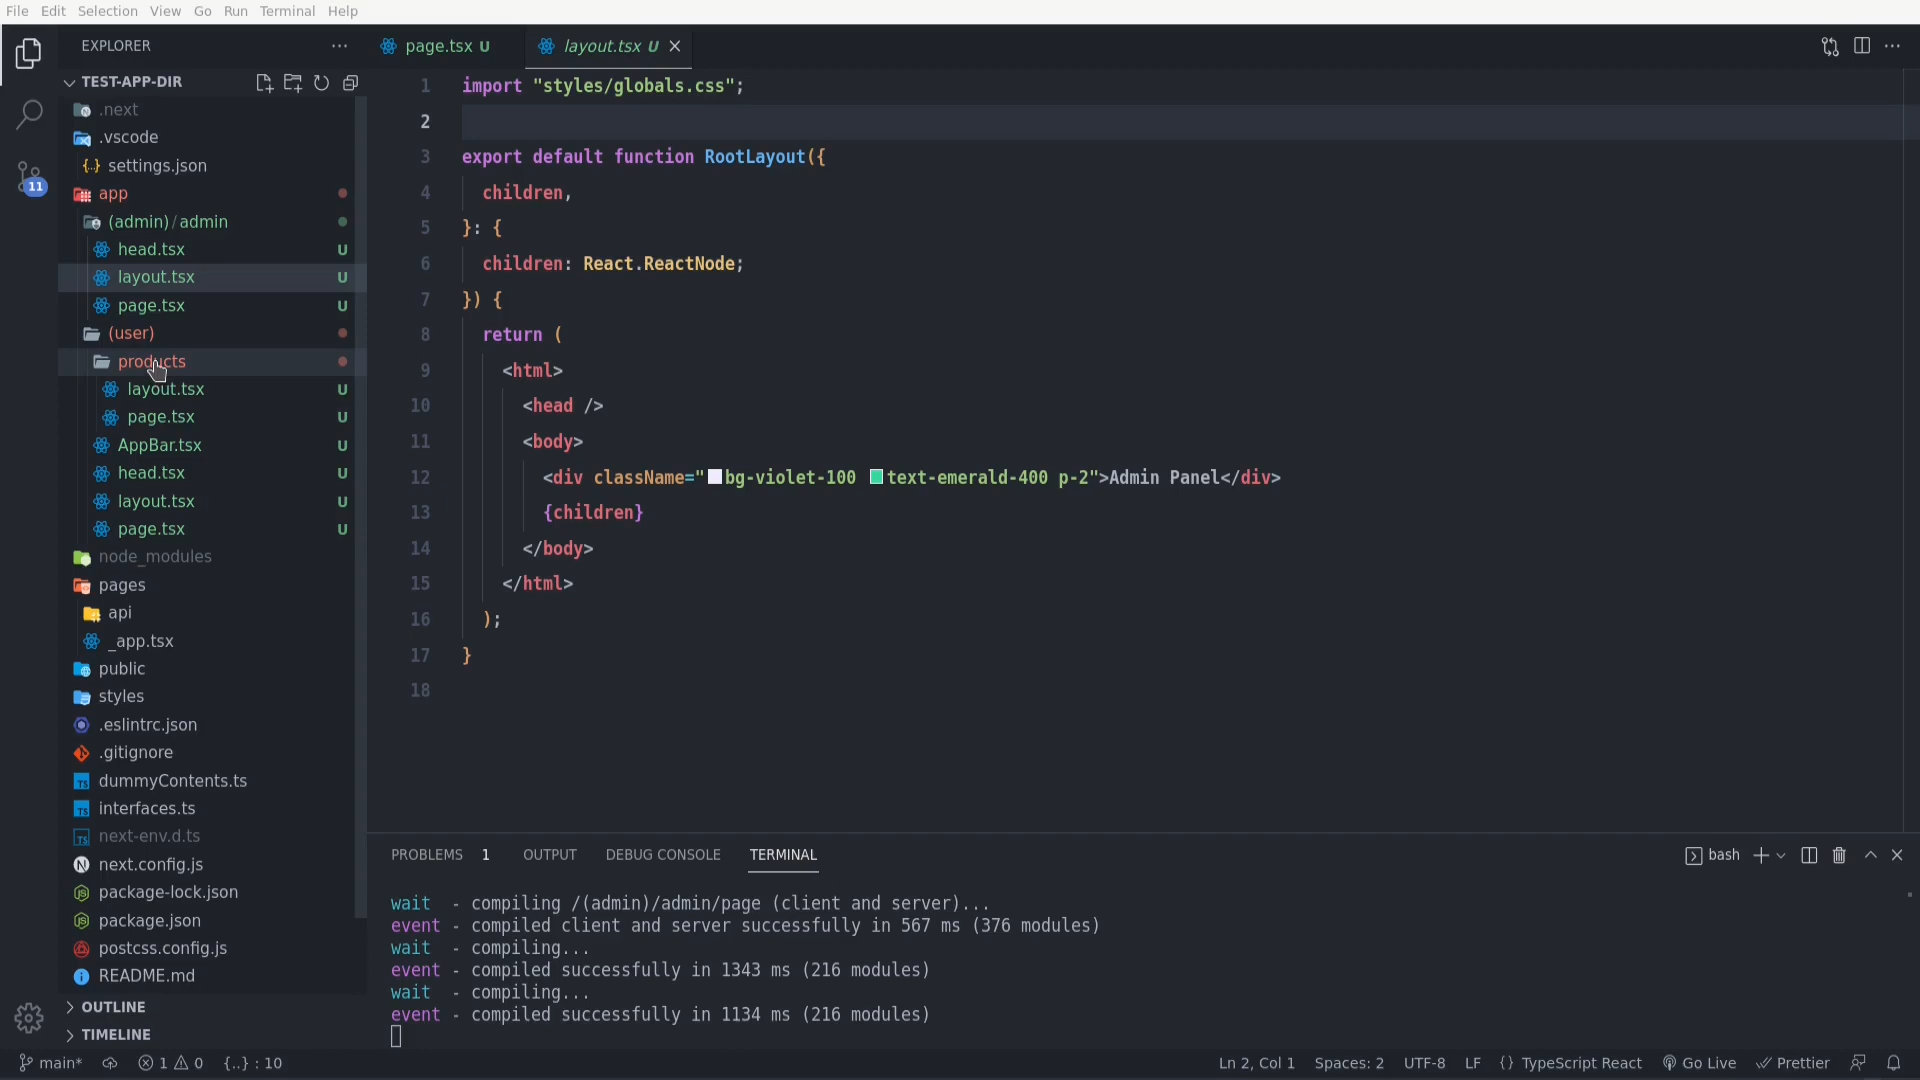 File Edit Selection View Go Run Terminal Help
EXPLORER
page.tsx U
layout.tsx U
TEST-APP-DIR
.next
.vscode
settings.json
app
(admin)/admin
head.tsx U
layout.tsx U
page.tsx U
(user)
products
layout.tsx U
page.tsx U
AppBar.tsx U
head.tsx U
layout.tsx U
page.tsx U
node_modules
pages
api
_app.tsx
public
styles
.eslintrc.json
.gitignore
dummyContents.ts
interfaces.ts
next-env.d.ts
next.config.js
package-lock.json
package.json
postcss.config.js
README.md
OUTLINE
TIMELINE
11
1 import "styles/globals.css";
2
3 export default function RootLayout({
4 children,
5 }: {
6 children: React.ReactNode;
7 }) {
8 return (
9 <html>
10 <head />
11 <body>
12 <div className="bg-violet-100 text-emerald-400 p-2">Admin Panel</div>
13 {children}
14 </body>
15 </html>
16 );
17 }
18
PROBLEMS 1 OUTPUT DEBUG CONSOLE TERMINAL
bash
wait - compiling /(admin)/admin/page (client and server)...
event - compiled client and server successfully in 567 ms (376 modules)
wait - compiling...
event - compiled successfully in 1343 ms (216 modules)
wait - compiling...
event - compiled successfully in 1134 ms (216 modules)
main* 1 0 {..} : 10
Ln 2, Col 1 Spaces: 2 UTF-8 LF {} TypeScript React Go Live Prettier